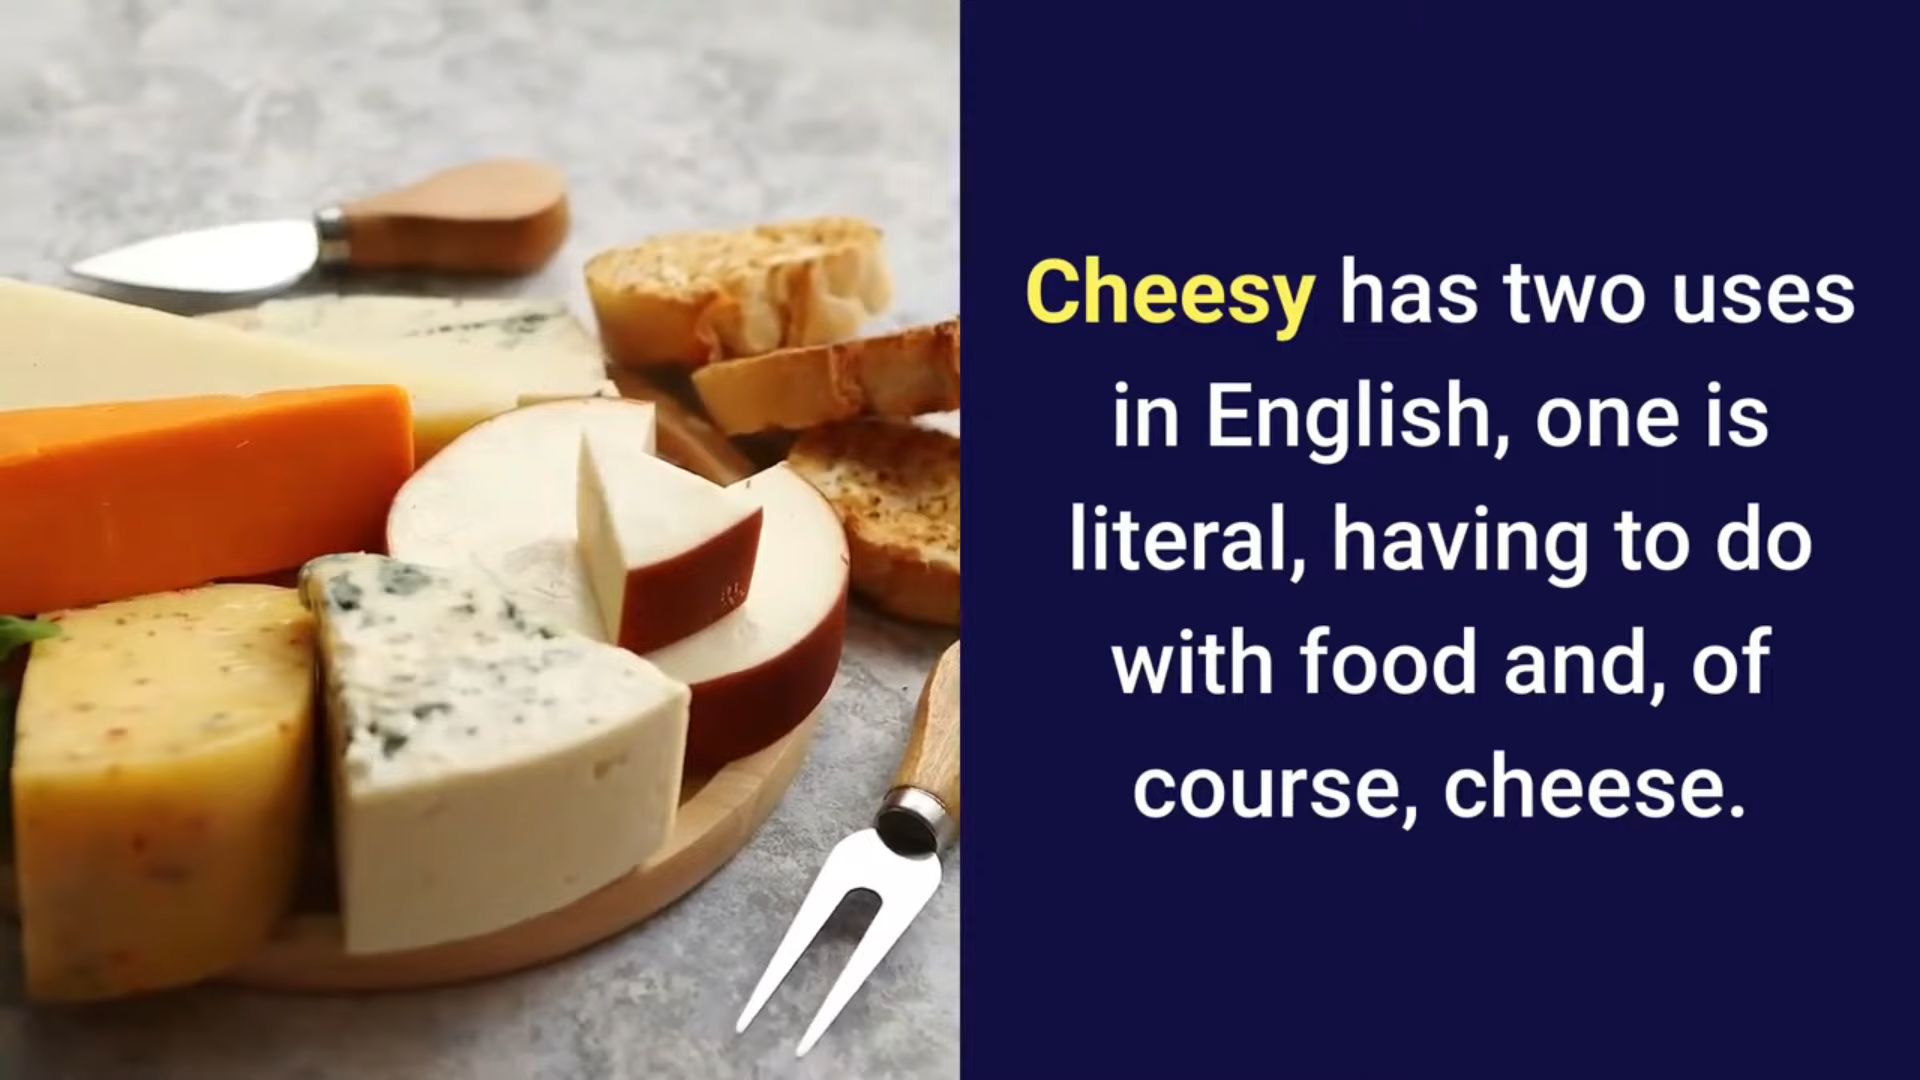 Cheesy has two uses
in English, one is
literal, having to do
with food and, of
course, cheese.